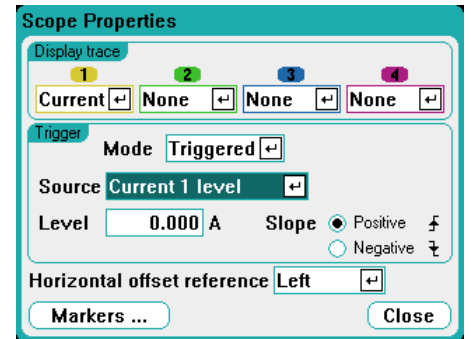 Scope Properties
Display trace
1 2 3 4
Current None None None
Trigger
Mode Triggered
Source Current 1 level
Level 0.000 A Slope Positive
Negative
Horizontal offset reference Left
Markers ... Close